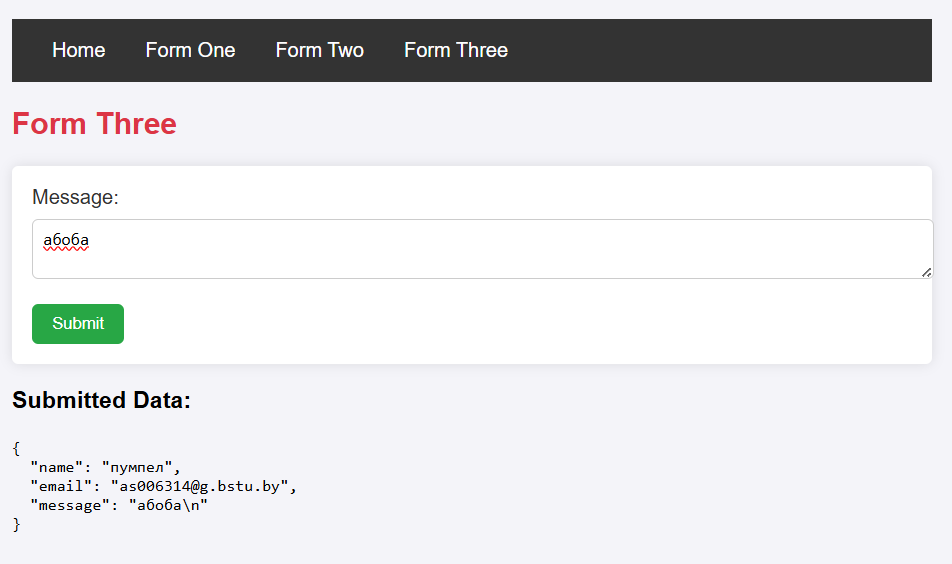 Home Form One Form Two Form Three
Form Three
Message:
абоба
Submit
Submitted Data:
{
  "name": "пумпел",
  "email": "as006314@g.bstu.by",
  "message": "абоба\n"
}